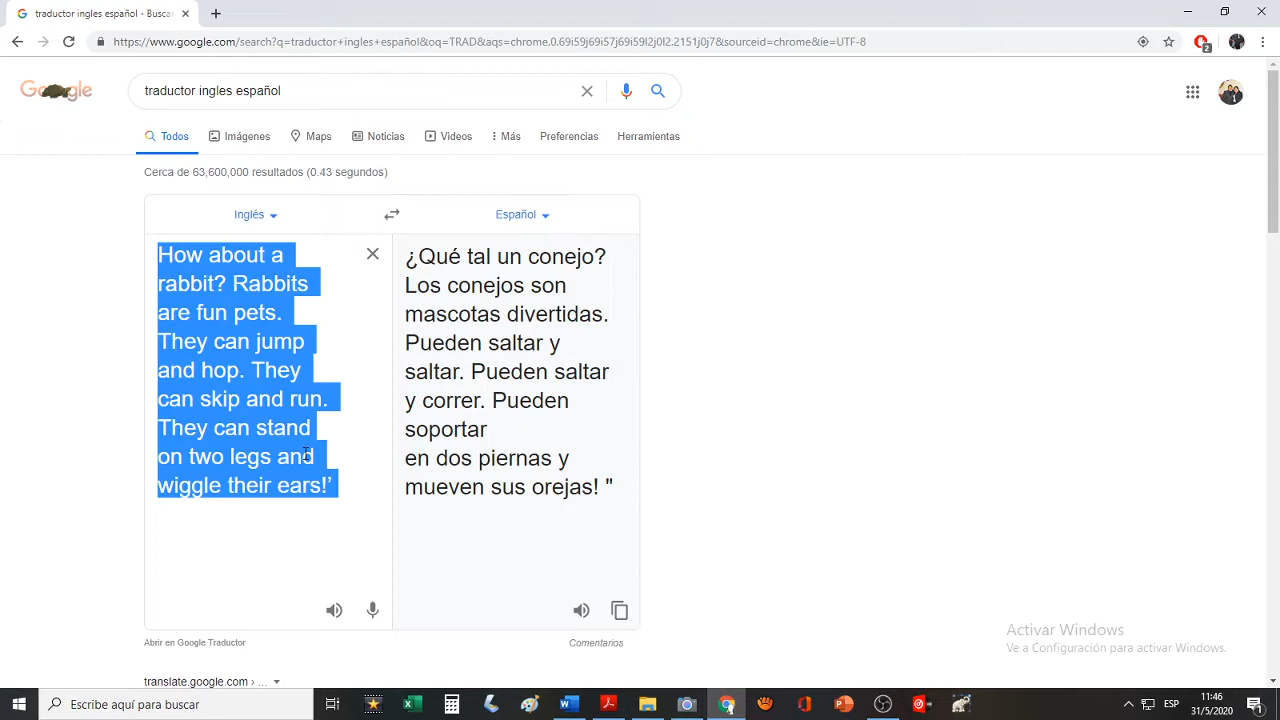 traductor ingles español - Buscar
https://www.google.com/search?q=traductor+ingles+español&oq=TRAD&aqs=chrome.0.69i59j69i57j69i59l2j0l2.2151j0j7&sourceid=chrome&ie=UTF-8
2
Google
traductor ingles español
Todos Imágenes Maps Noticias Videos Más Preferencias Herramientas
Cerca de 63,600,000 resultados (0.43 segundos)
Inglés Español
How about a
rabbit? Rabbits
are fun pets.
They can jump
and hop. They
can skip and run.
They can stand
on two legs and
wiggle their ears!’
¿Qué tal un conejo?
Los conejos son
mascotas divertidas.
Pueden saltar y
saltar. Pueden saltar
y correr. Pueden
soportar
en dos piernas y
mueven sus orejas! "
Abrir en Google Traductor Comentarios
translate.google.com › ...
Activar Windows
Ve a Configuración para activar Windows.
Escribe aquí para buscar
ESP
11:46
31/5/2020
1